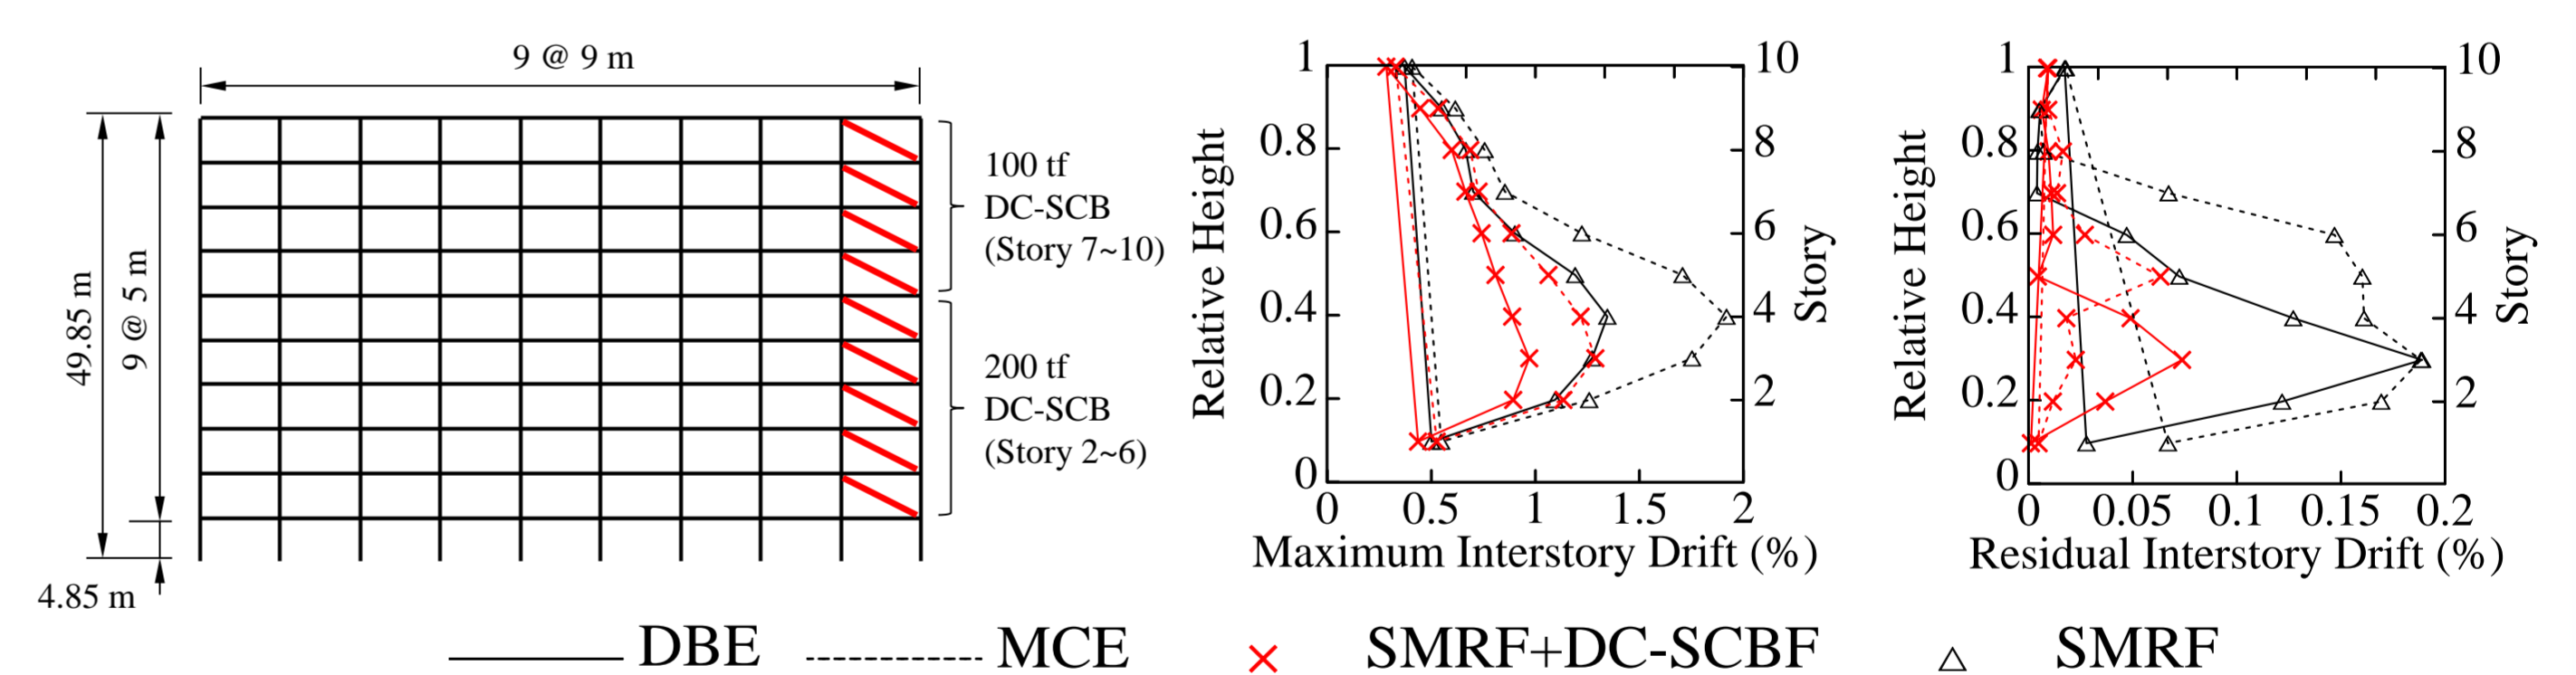 9 @ 9 m
49.85 m
9 @ 5 m
4.85 m
100 tf
DC-SCB
(Story 7~10)
200 tf
DC-SCB
(Story 2~6)
Relative Height
1
0.8
0.6
0.4
0.2
0
0 0.5 1 1.5 2
Maximum Interstory Drift (%)
10
8
6
4
2
Story
Relative Height
1
0.8
0.6
0.4
0.2
0
0 0.05 0.1 0.15 0.2
Residual Interstory Drift (%)
10
8
6
4
2
Story
DBE MCE SMRF+DC-SCBF SMRF